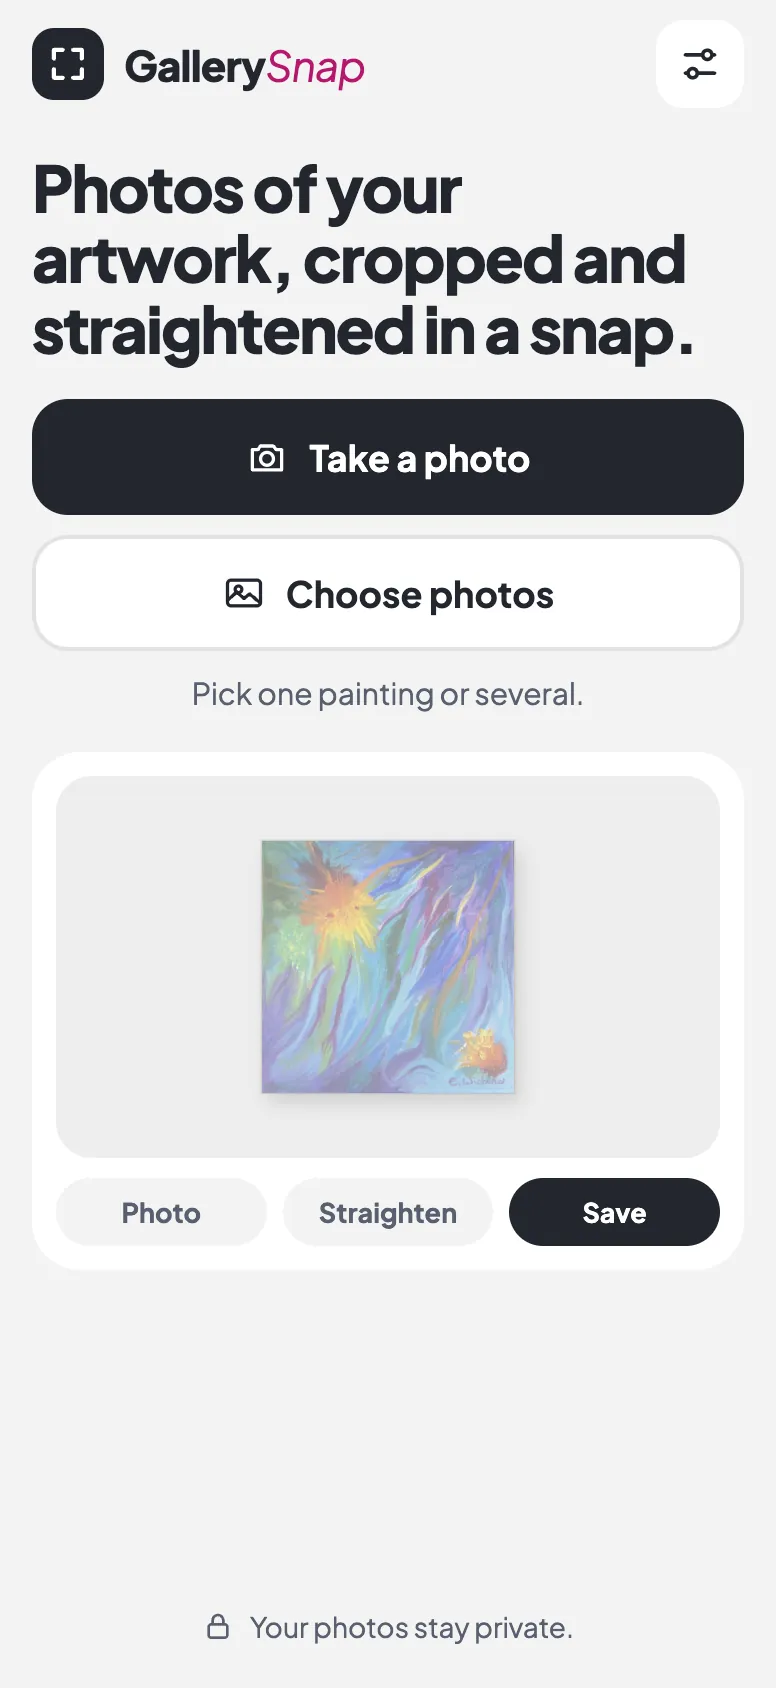 GallerySnap
Photos of your
artwork, cropped and
straightened in a snap.
Take a photo
Choose photos
Pick one painting or several.
Photo
Straighten
Save
Your photos stay private.